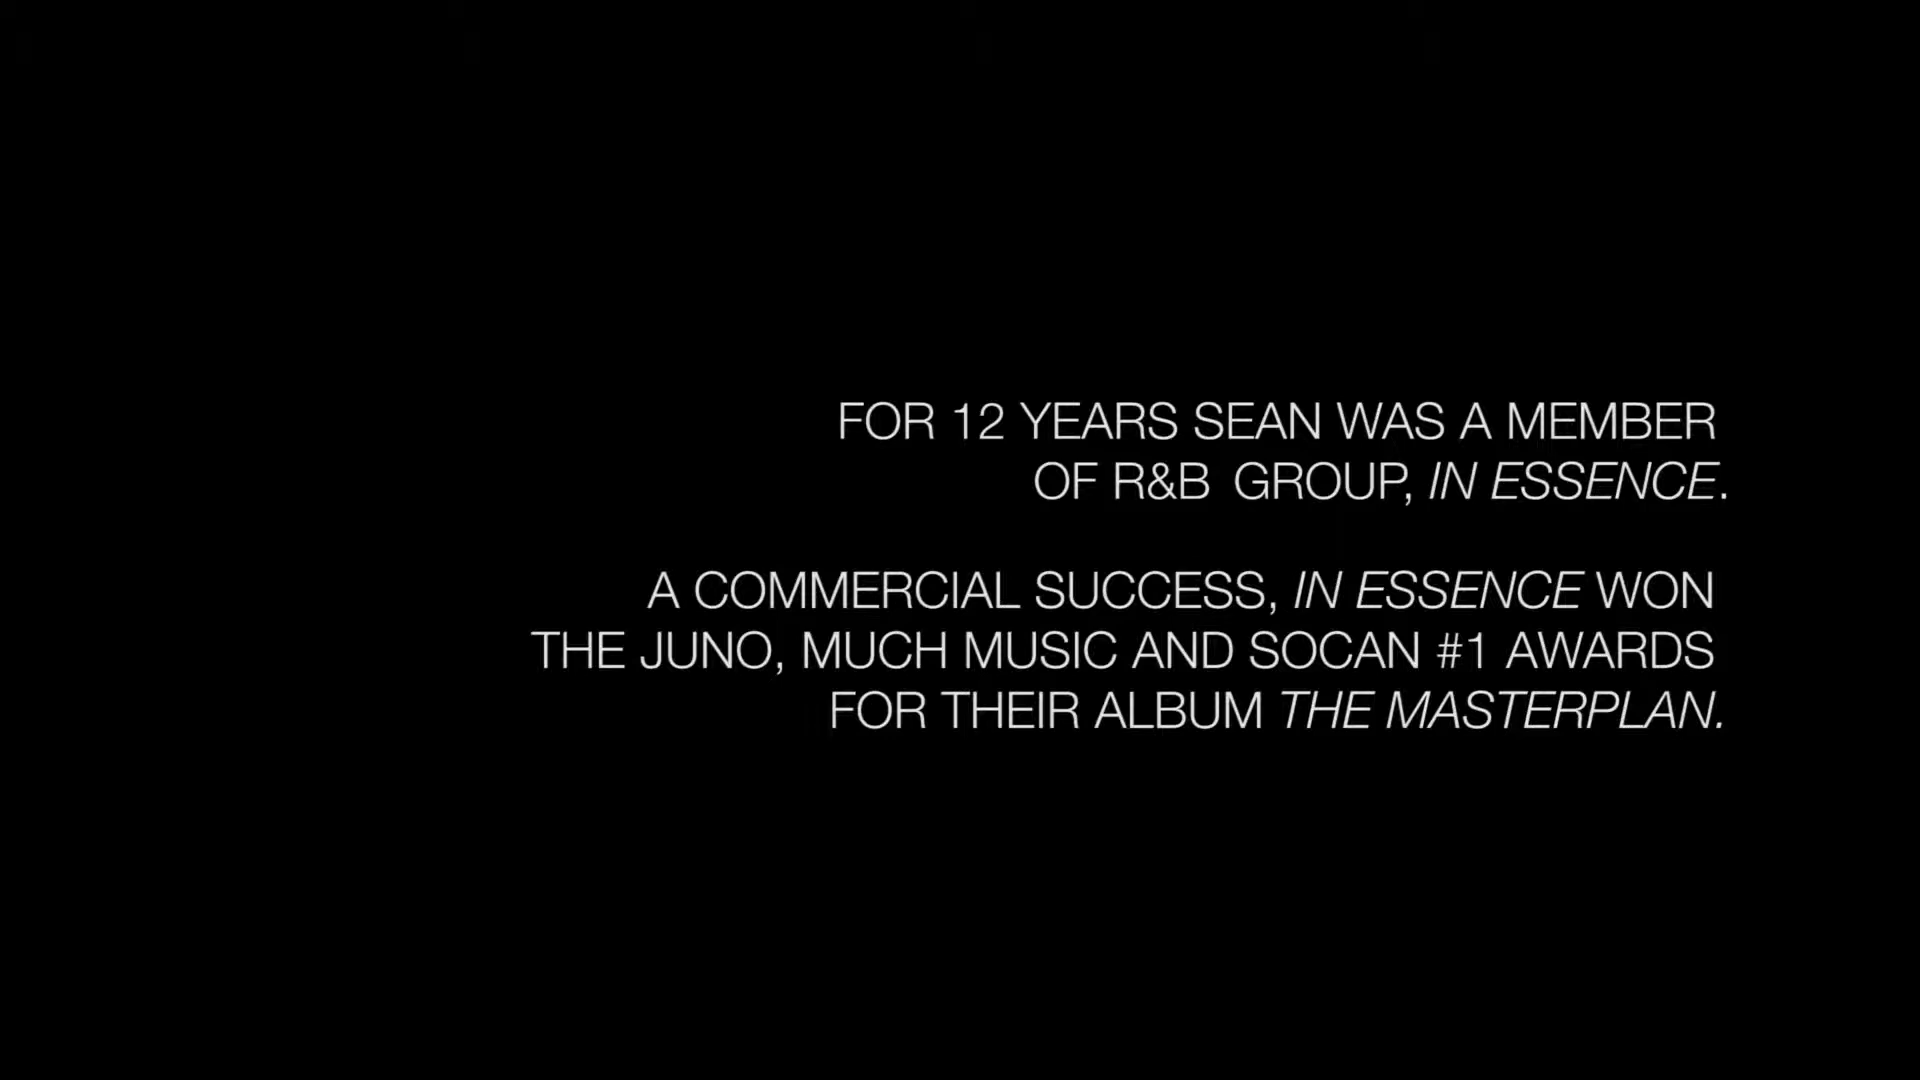 FOR 12 YEARS SEAN WAS A MEMBER
OF R&B GROUP, IN ESSENCE.
A COMMERCIAL SUCCESS, IN ESSENCE WON
THE JUNO, MUCH MUSIC AND SOCAN #1 AWARDS
FOR THEIR ALBUM THE MASTERPLAN.